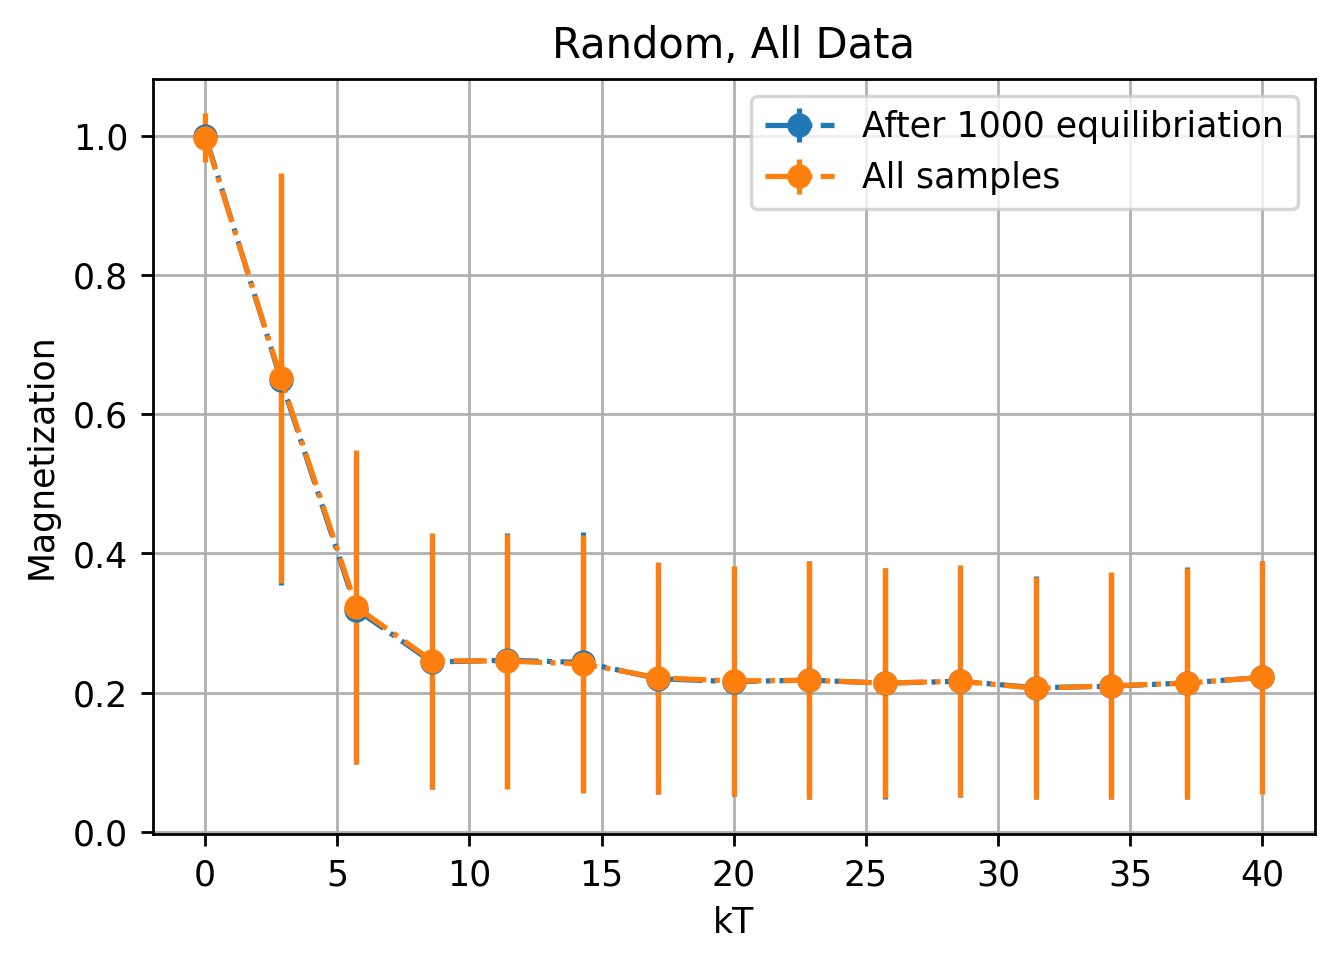 Random, All Data
After 1000 equilibriation
All samples
Magnetization
1.0
0.8
0.6
0.4
0.2
0.0
0 5 10 15 20 25 30 35 40
kT